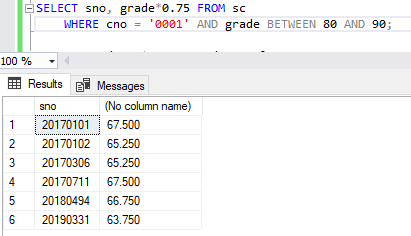 SELECT sno, grade*0.75 FROM sc
WHERE cno = '0001' AND grade BETWEEN 80 AND 90;
100 %
Results Messages
sno (No column name)
1 20170101 67.500
2 20170102 65.250
3 20170306 65.250
4 20170711 67.500
5 20180494 66.750
6 20190331 63.750